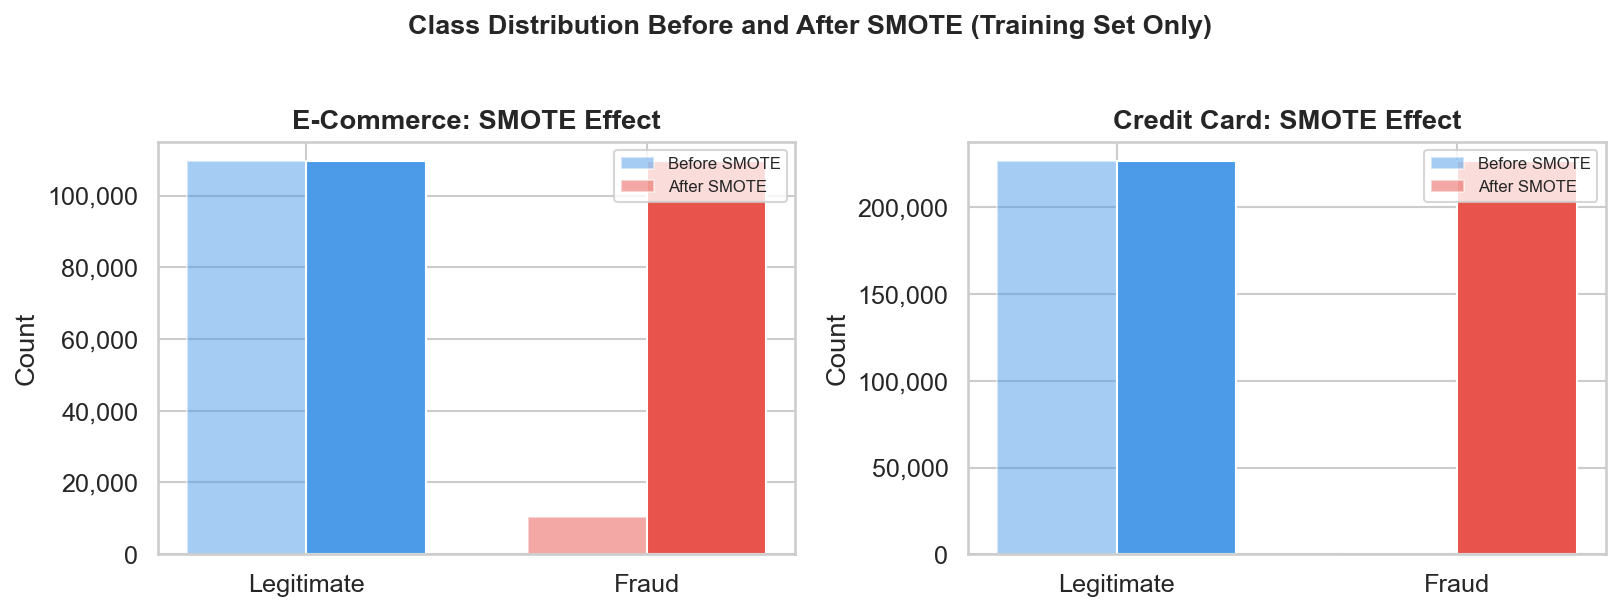 Class Distribution Before and After SMOTE (Training Set Only)
E-Commerce: SMOTE Effect
Before SMOTE
After SMOTE
Count
100,000
80,000
60,000
40,000
20,000
0
Legitimate
Fraud
Credit Card: SMOTE Effect
Before SMOTE
After SMOTE
Count
200,000
150,000
100,000
50,000
0
Legitimate
Fraud